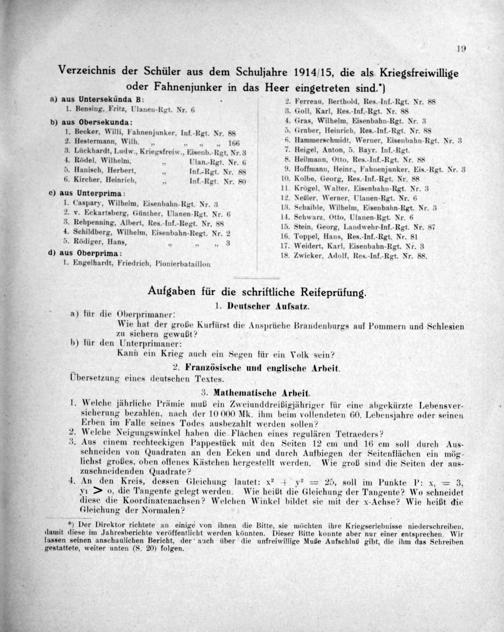 19
Verzeichnis der Schüler aus dem Schuljahre 1914/15, die als Kriegsfreiwillige
oder Fahnenjunker in das Heer eingetreten sind.*)
a) aus Untersekunda B:
1. Bensing, Fritz, Ulanen-Rgt. Nr. 6
b) aus Obersekunda:
1. Becker, Willi, Fahnenjunker, Inf.-Rgt. Nr. 88
2. Hestermann, Wilh. „ „ „ „ 166
3. Lückhardt, Ludw., Kriegsfreiw., Eisenb.-Rgt. Nr. 3
4. Rödel, Wilhelm, „ Ulan.-Rgt. Nr. 6
5. Hanisch, Herbert, „ Inf.-Rgt. Nr. 88
6. Kircher, Heinrich, „ Inf.-Rgt. Nr. 80
c) aus Unterprima:
1. Caspary, Wilhelm, Eisenbahn-Rgt. Nr. 3
2. v. Eckartsberg, Günther, Ulanen-Rgt. Nr. 6
3. Rehpenning, Albert, Res.-Inf.-Regt. Nr. 88
4. Schildberg, Wilhelm, Eisenbahn-Regt. Nr. 2
5. Rödiger, Hans, „ „ 3
d) aus Oberprima:
1. Engelhardt, Friedrich, Pionierbataillon
2. Ferreau, Berthold, Res.-Inf.-Rgt. Nr. 88
3. Goll, Karl, Res.-Inf.-Rgt. Nr. 88
4. Gras, Wilhelm, Eisenbahn-Rgt. Nr. 3
5. Gruber, Heinrich, Res.-Inf.-Rgt. Nr. 88
6. Hammerschmidt, Werner, Eisenbahn-Rgt. Nr. 3
7. Heigel, Anton, 5. Bayr. Inf.-Rgt.
8. Heilmann, Otto, Res.-Inf.-Rgt. Nr. 88
9. Hoffmann, Heinr., Fahnenjunker, Eis.-Rgt. Nr. 3
10. Kolbe, Georg, Res.-Inf.-Rgt. Nr. 88
11. Krögel, Walter, Eisenbahn-Rgt. Nr. 3
12. Neßler, Werner, Ulanen-Rgt. Nr. 6
13. Schaible, Wilhelm, Eisenbahn-Rgt. Nr. 3
14. Schwarz, Otto, Ulanen-Rgt. Nr. 6
15. Stein, Georg, Landwehr-Inf.-Rgt. Nr. 87
16. Toppel, Hans, Res.-Inf.-Rgt. Nr. 81
17. Weidert, Karl, Eisenbahn-Rgt. Nr. 3
18. Zwicker, Adolf, Res.-Inf.-Rgt. Nr. 88.
Aufgaben für die schriftliche Reifeprüfung.
1. Deutscher Aufsatz.
a) für die Oberprimaner:
Wie hat der große Kurfürst die Ansprüche Brandenburgs auf Pommern und Schlesien
zu sichern gewußt?
b) für den Unterprimaner:
Kann ein Krieg auch ein Segen für ein Volk sein?
2. Französische und englische Arbeit.
Übersetzung eines deutschen Textes.
3. Mathematische Arbeit.
1. Welche jährliche Prämie muß ein Zweiunddreißigjähriger für eine abgekürzte Lebensver-
sicherung bezahlen, nach der 10 000 Mk. ihm beim vollendeten 60. Lebensjahre oder seinen
Erben im Falle seines Todes ausbezahlt werden sollen?
2. Welche Neigungswinkel haben die Flächen eines regulären Tetraeders?
3. Aus einem rechteckigen Pappestück mit den Seiten 12 cm und 16 cm soll durch Aus-
schneiden von Quadraten an den Ecken und durch Aufbiegen der Seitenflächen ein mög-
lichst großes, oben offenes Kästchen hergestellt werden. Wie groß sind die Seiten der aus-
zuschneidenden Quadrate?
4. An den Kreis, dessen Gleichung lautet: x² + y² = 25, soll im Punkte P: x, = 3,
y₁ > o, die Tangente gelegt werden. Wie heißt die Gleichung der Tangente? Wo schneidet
diese die Koordinatenachsen? Welchen Winkel bildet sie mit der x-Achse? Wie heißt die
Gleichung der Normalen?
*) Der Direktor richtete an einige von ihnen die Bitte, sie möchten ihre Kriegserlebnisse niederschreiben,
damit diese im Jahresberichte veröffentlicht werden könnten. Dieser Bitte konnte aber nur einer entsprechen. Wir
lassen seinen anschaulichen Bericht, der auch über die unfreiwillige Muße Aufschluß gibt, die ihm das Schreiben
gestattete, weiter unten (S. 20) folgen.